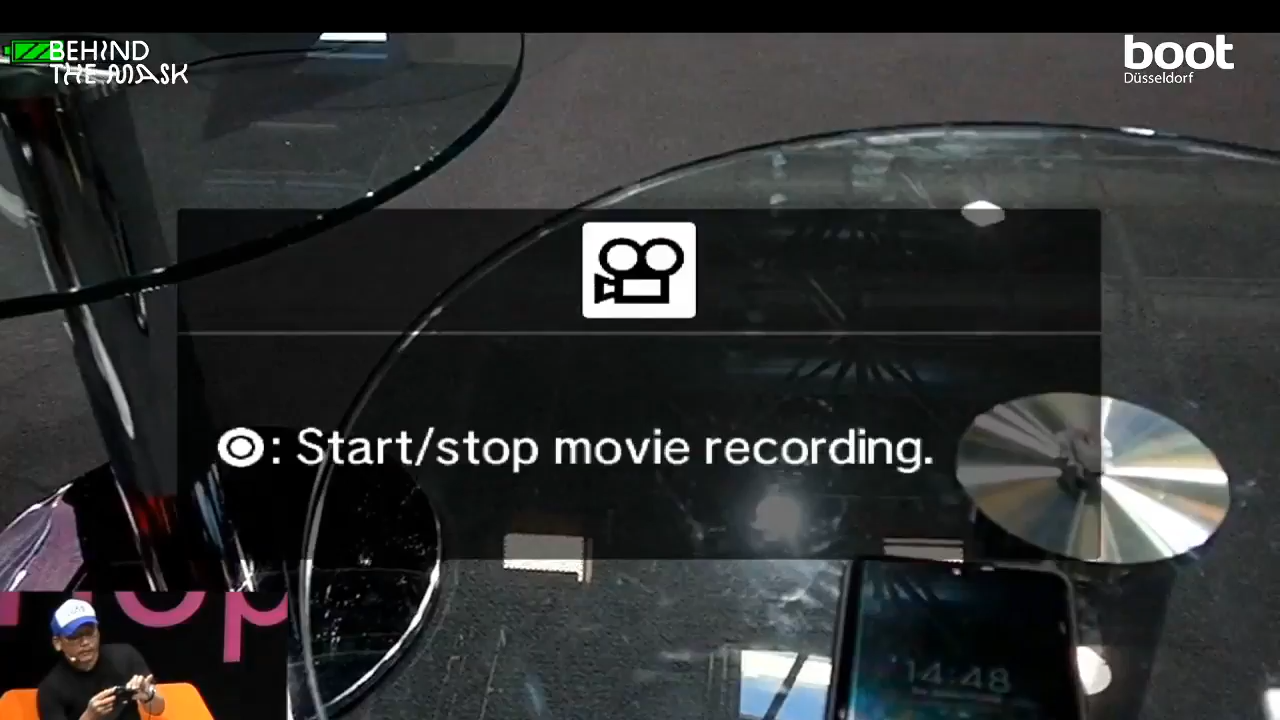 BEHIND
THE MASK
boot
Düsseldorf
: Start/stop movie recording.
14:48